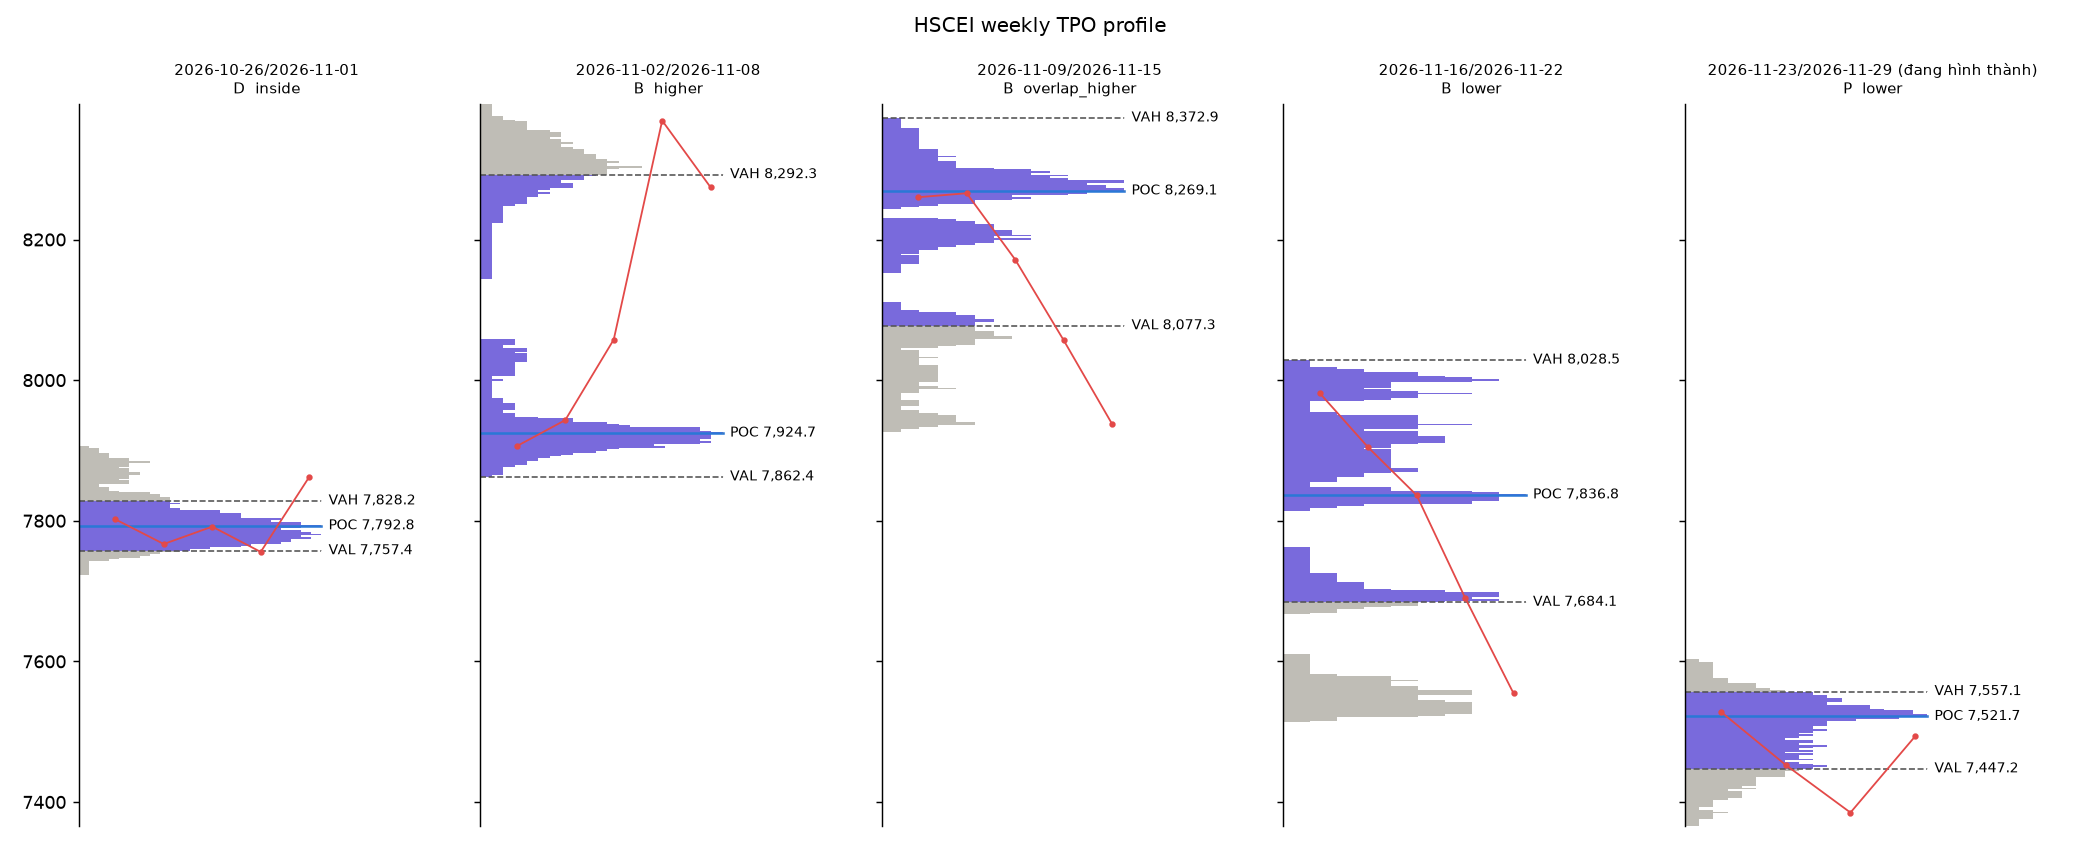 HSCEI weekly TPO profile
2026-10-26/2026-11-01
D  inside
2026-11-02/2026-11-08
B  higher
2026-11-09/2026-11-15
B  overlap_higher
2026-11-16/2026-11-22
B  lower
2026-11-23/2026-11-29 (đang hình thành)
P  lower
8200
8000
7800
7600
7400
VAH 7,828.2
POC 7,792.8
VAL 7,757.4
VAH 8,292.3
POC 7,924.7
VAL 7,862.4
VAH 8,372.9
POC 8,269.1
VAL 8,077.3
VAH 8,028.5
POC 7,836.8
VAL 7,684.1
VAH 7,557.1
POC 7,521.7
VAL 7,447.2